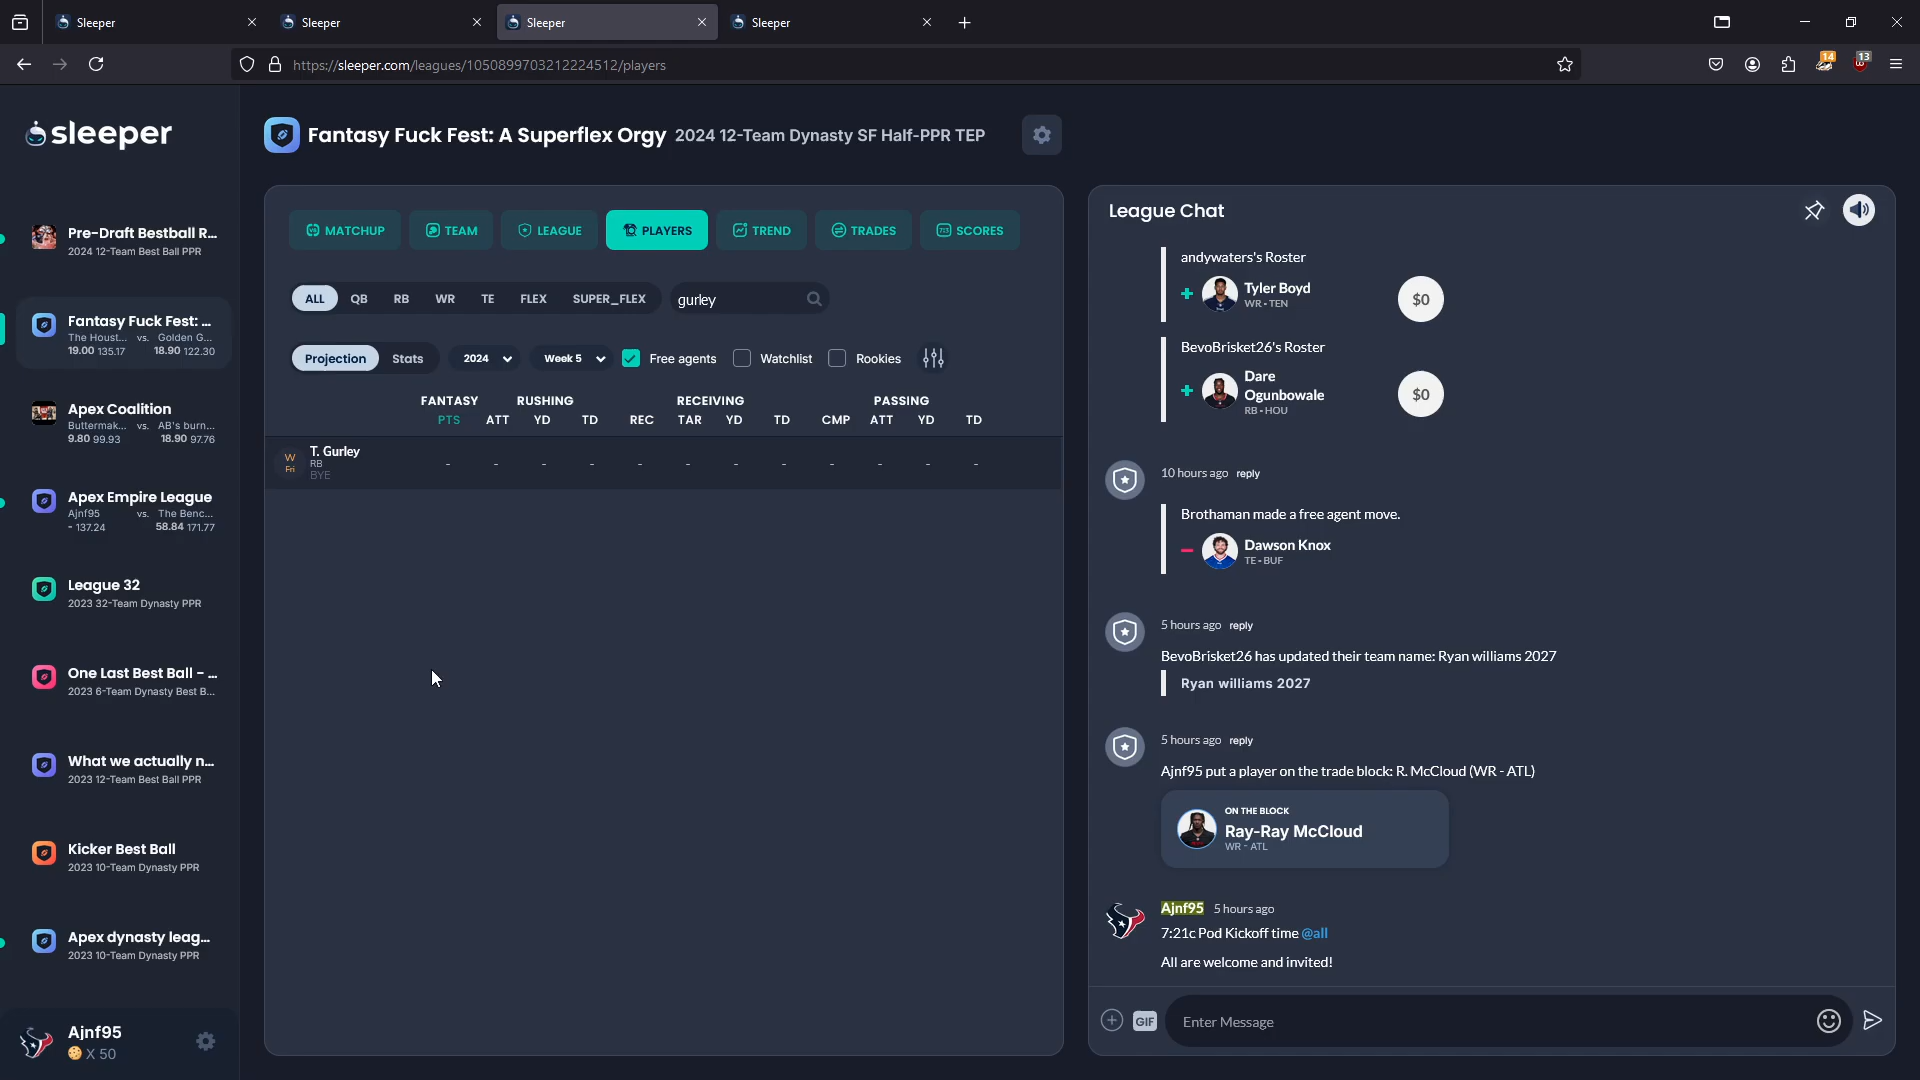 Sleeper
Sleeper
Sleeper
Sleeper
https://sleeper.com/leagues/1050899703212224512/players
14
13
sleeper
Pre-Draft Bestball R...
2024 12-Team Best Ball PPR
Fantasy Fuck Fest: ...
The Houst... vs. Golden G...
19.00 135.17 18.90 122.30
Apex Coalition
Buttermak... vs. AB's burn...
9.80 99.93 18.90 97.76
Apex Empire League
Ajnf95 vs. The Benc...
- 137.24 58.84 171.77
League 32
2023 32-Team Dynasty PPR
One Last Best Ball - ...
2023 6-Team Dynasty Best B...
What we actually n...
2023 12-Team Best Ball PPR
Kicker Best Ball
2023 10-Team Dynasty PPR
Apex dynasty leag...
2023 10-Team Dynasty PPR
Ajnf95
X 50
Fantasy Fuck Fest: A Superflex Orgy 2024 12-Team Dynasty SF Half-PPR TEP
MATCHUP TEAM LEAGUE PLAYERS TREND TRADES SCORES
ALL QB RB WR TE FLEX SUPER_FLEX gurley
Projection Stats 2024 Week 5 Free agents Watchlist Rookies
FANTASY RUSHING RECEIVING PASSING
PTS ATT YD TD REC TAR YD TD CMP ATT YD TD
W
Fri
T. Gurley
RB
BYE
- - - - - - - - - - - -
League Chat
andywaters's Roster
+ Tyler Boyd
WR - TEN
$0
BevoBrisket26's Roster
+ Dare
Ogunbowale
RB - HOU
$0
10 hours ago reply
Brothaman made a free agent move.
- Dawson Knox
TE - BUF
5 hours ago reply
BevoBrisket26 has updated their team name: Ryan williams 2027
Ryan williams 2027
5 hours ago reply
Ajnf95 put a player on the trade block: R. McCloud (WR - ATL)
ON THE BLOCK
Ray-Ray McCloud
WR - ATL
Ajnf95 5 hours ago
7:21c Pod Kickoff time @all
All are welcome and invited!
GIF
Enter Message